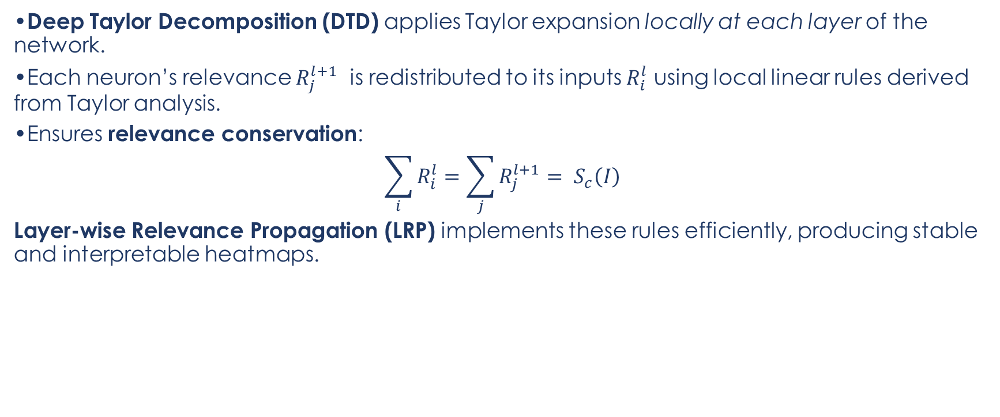 •Deep Taylor Decomposition (DTD) applies Taylor expansion locally at each layer of the
network.
•Each neuron’s relevance $R_j^{l+1}$ is redistributed to its inputs $R_i^l$ using local linear rules derived
from Taylor analysis.
•Ensures relevance conservation:
$$\sum_i R_i^l = \sum_j R_j^{l+1} = S_c(I)$$
Layer-wise Relevance Propagation (LRP) implements these rules efficiently, producing stable
and interpretable heatmaps.